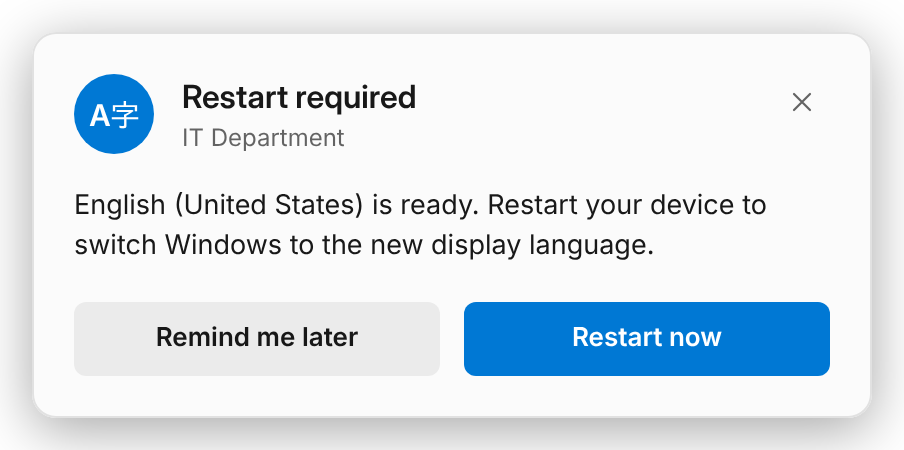 A字
Restart required
IT Department
English (United States) is ready. Restart your device to
switch Windows to the new display language.
Remind me later
Restart now